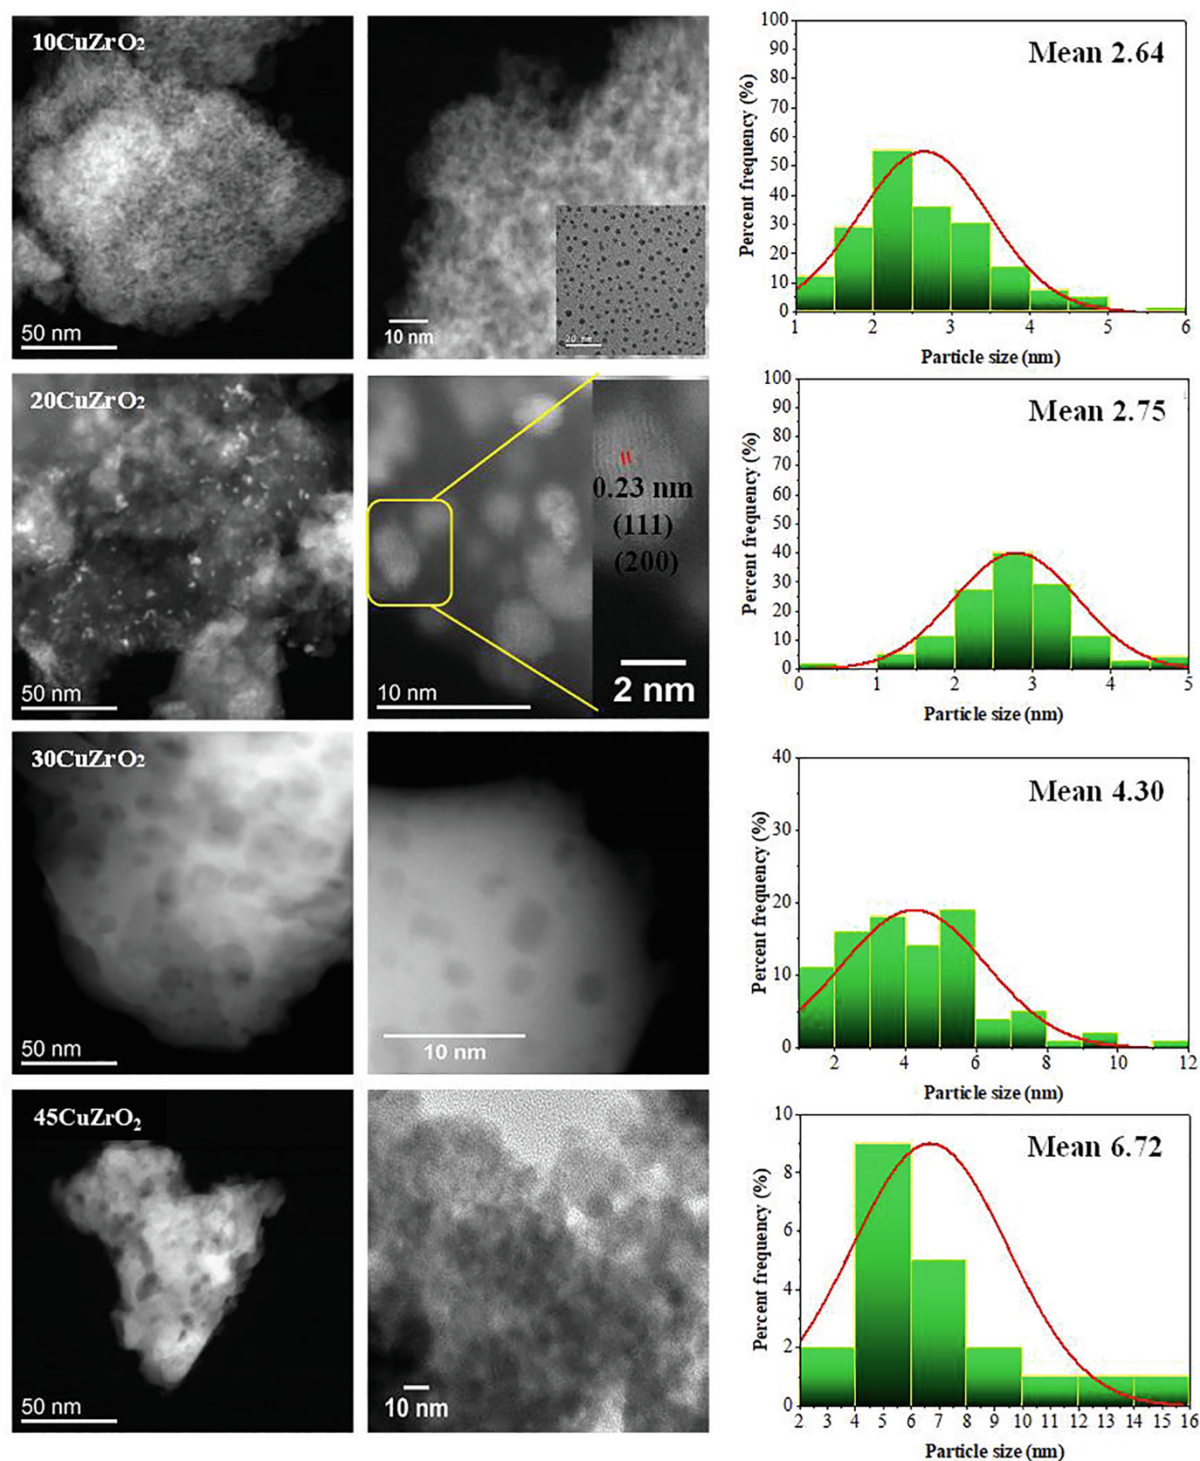 10CuZrO2
50 nm
10 nm
20 nm
Mean 2.64
Percent frequency (%)
100
90
80
70
60
50
40
30
20
10
0
1 2 3 4 5 6
Particle size (nm)
20CuZrO2
50 nm
10 nm
0.23 nm
(111)
(200)
2 nm
Mean 2.75
Percent frequency (%)
100
90
80
70
60
50
40
30
20
10
0
0 1 2 3 4 5
Particle size (nm)
30CuZrO2
50 nm
10 nm
Mean 4.30
Percent frequency (%)
40
30
20
10
0
2 4 6 8 10 12
Particle size (nm)
45CuZrO2
50 nm
10 nm
Mean 6.72
Percent frequency (%)
10
8
6
4
2
0
2 3 4 5 6 7 8 9 10 11 12 13 14 15 16
Particle size (nm)